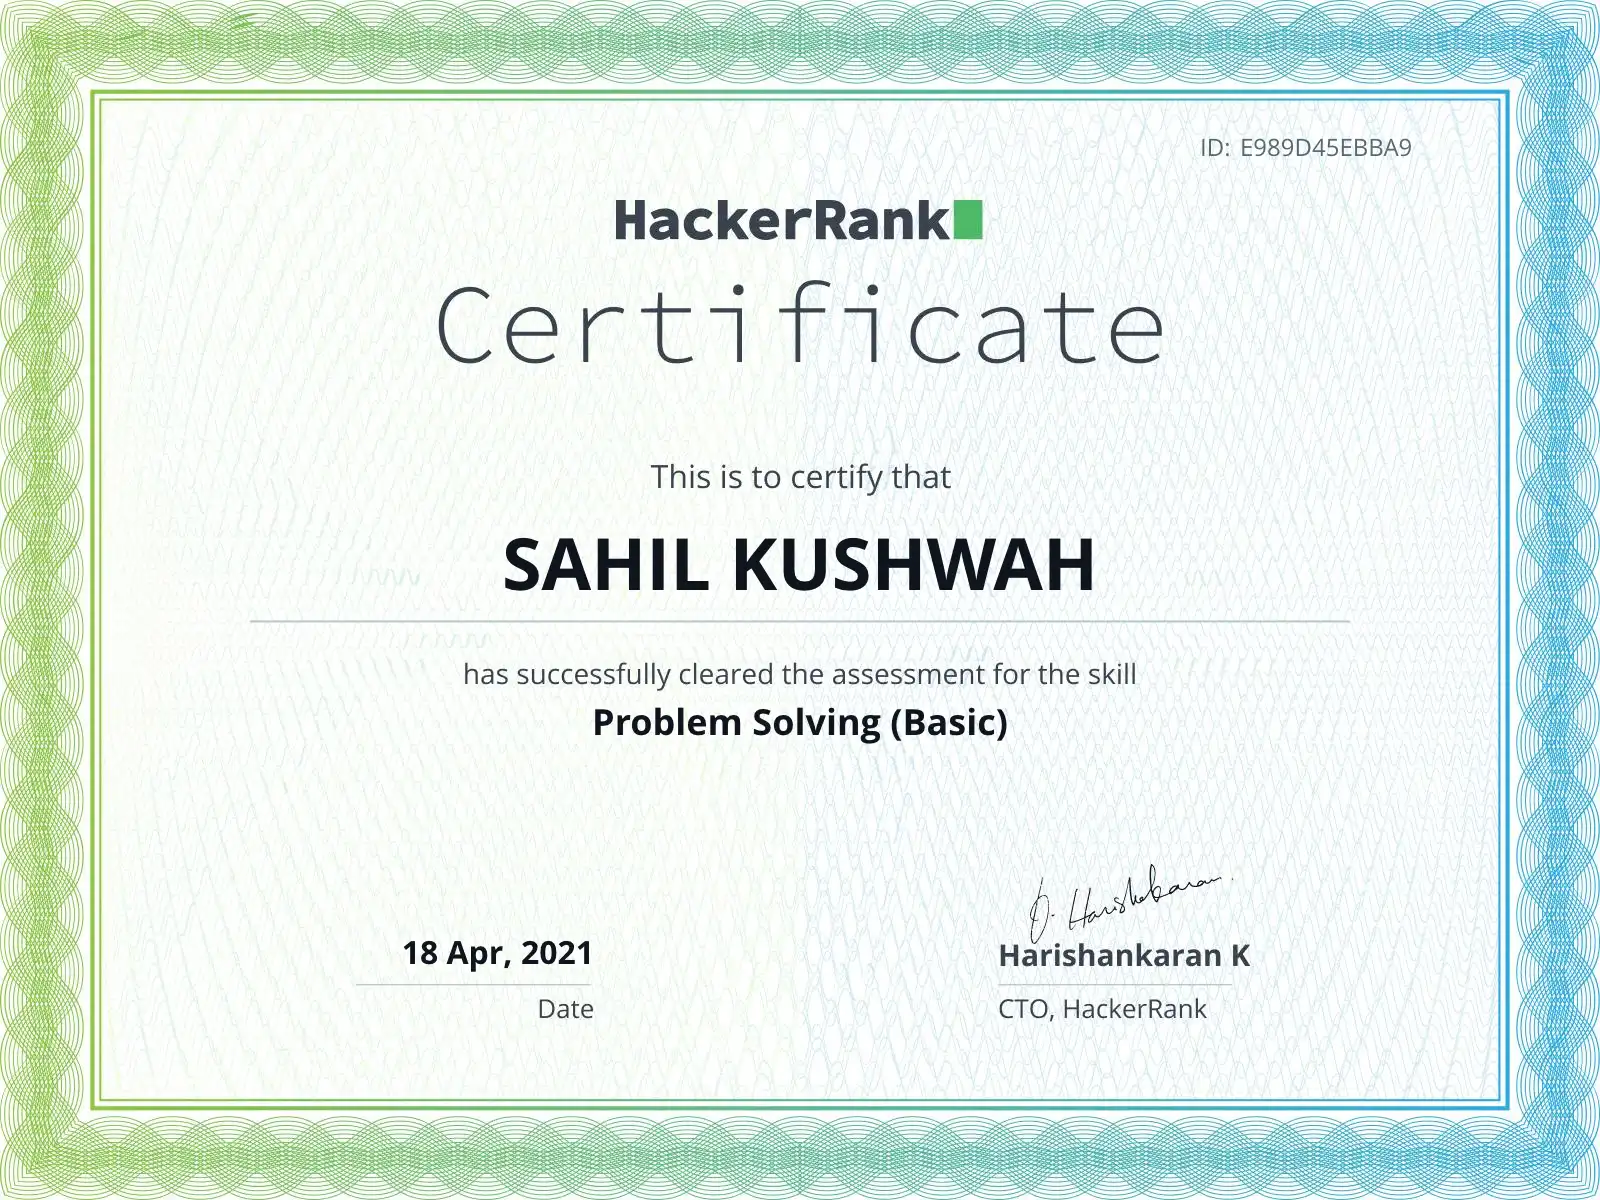 ID: E989D45EBBA9
HackerRank
Certificate
This is to certify that
SAHIL KUSHWAH
has successfully cleared the assessment for the skill
Problem Solving (Basic)
H. Harishankaran.
18 Apr, 2021
Harishankaran K
Date
CTO, HackerRank